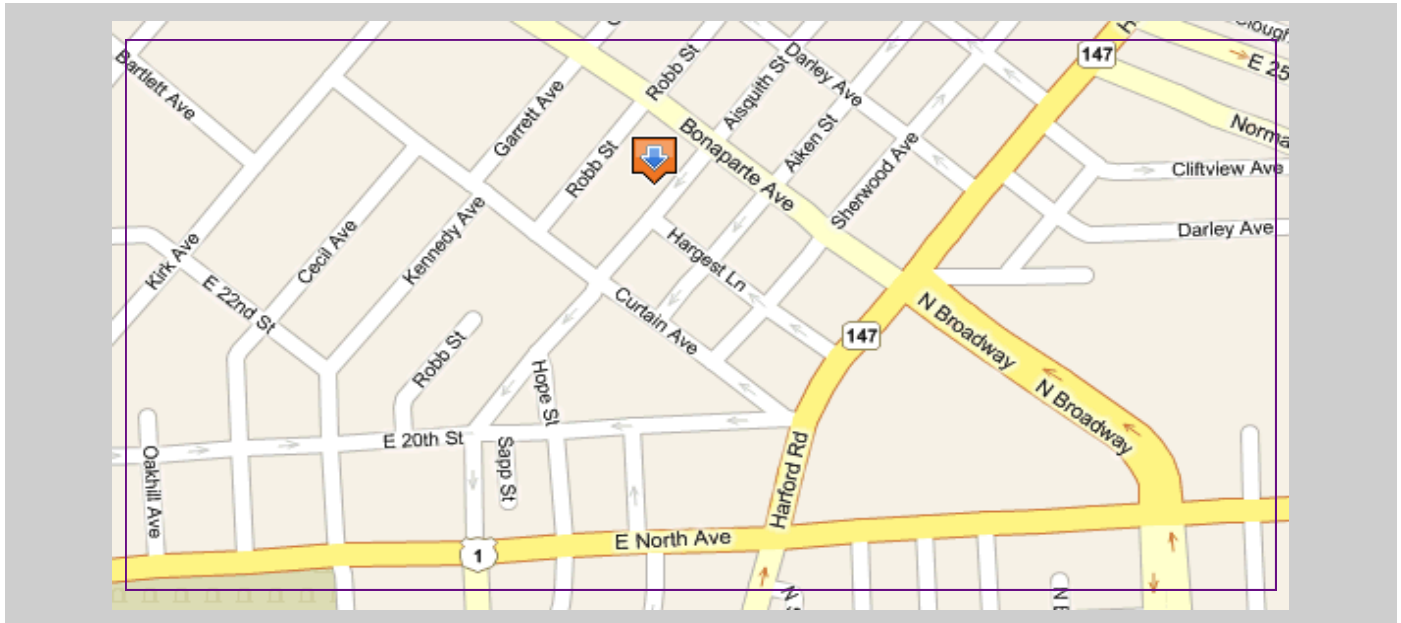 Clough
147
E 25
Bartlett Ave
Robb St
Darley Ave
Aisquith St
Garrett Ave
Norma
Bonaparte Ave
Aiken St
Robb St
Sherwood Ave
Cliftview Ave
Darley Ave
Kirk Ave
Cecil Ave
Kennedy Ave
Hargest Ln
E 22nd St
Curtain Ave
N Broadway
147
Robb St
Hope St
N Broadway
E 20th St
Sapp St
Oakhill Ave
Harford Rd
E North Ave
1